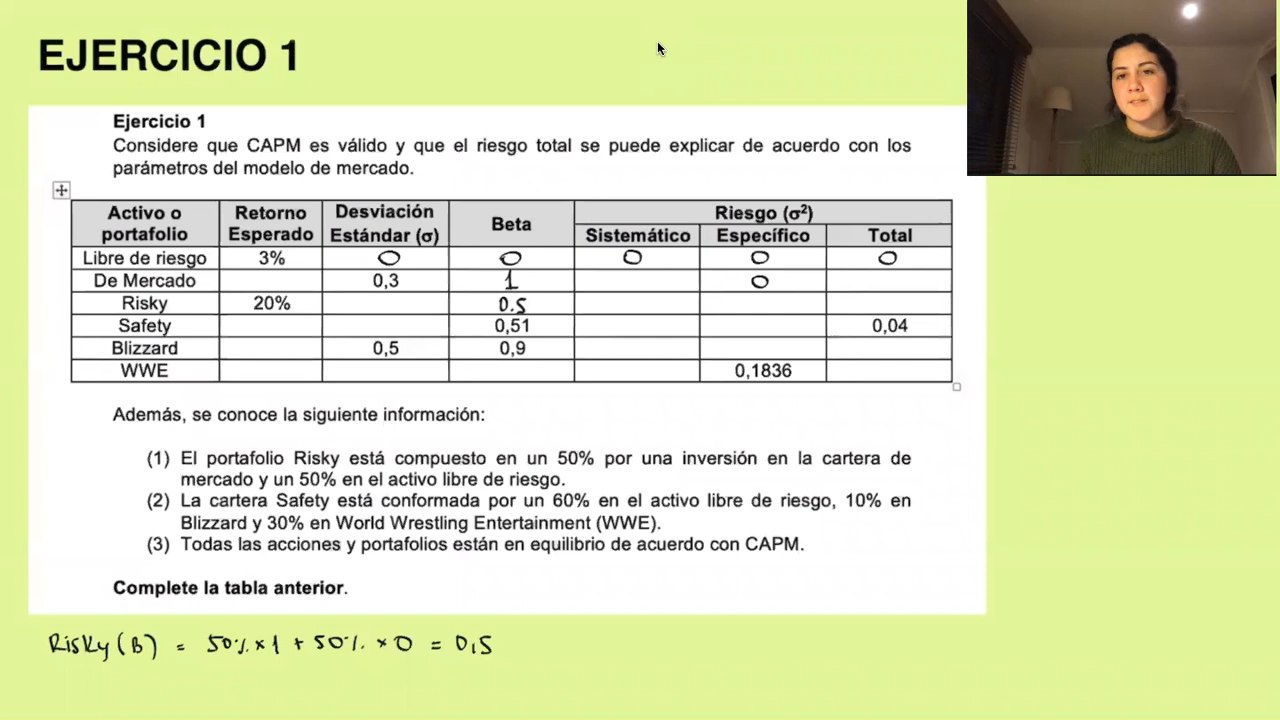 EJERCICIO 1
Ejercicio 1
Considere que CAPM es válido y que el riesgo total se puede explicar de acuerdo con los
parámetros del modelo de mercado.
Activo o portafolio Retorno Esperado Desviación Estándar (σ) Beta Riesgo (σ²)
Sistemático Específico Total
Libre de riesgo 3% 0 0 0 0 0
De Mercado 0,3 1 0
Risky 20% 0.5
Safety 0,51 0,04
Blizzard 0,5 0,9
WWE 0,1836
Además, se conoce la siguiente información:
(1) El portafolio Risky está compuesto en un 50% por una inversión en la cartera de
mercado y un 50% en el activo libre de riesgo.
(2) La cartera Safety está conformada por un 60% en el activo libre de riesgo, 10% en
Blizzard y 30% en World Wrestling Entertainment (WWE).
(3) Todas las acciones y portafolios están en equilibrio de acuerdo con CAPM.
Complete la tabla anterior.
Risky (B) = 50% × 1 + 50% × 0 = 0,5